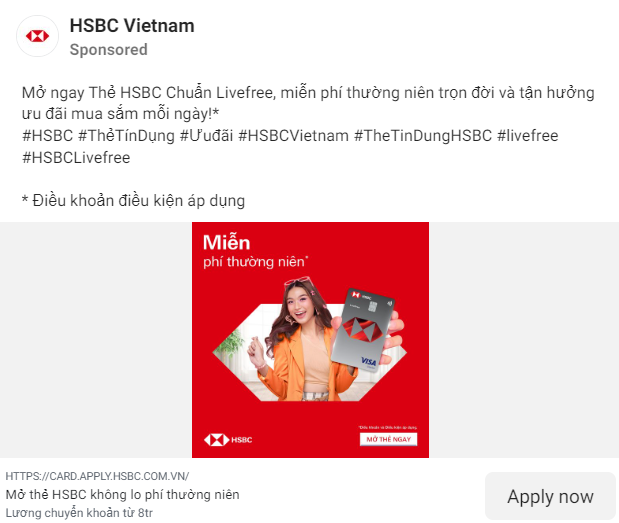 HSBC Vietnam
Sponsored
Mở ngay Thẻ HSBC Chuẩn Livefree, miễn phí thường niên trọn đời và tận hưởng
ưu đãi mua sắm mỗi ngày!*
#HSBC #ThẻTínDụng #Ưuđãi #HSBCVietnam #TheTinDungHSBC #livefree
#HSBCLivefree
* Điều khoản điều kiện áp dụng
Miễn
phí thường niên*
HSBC
VISA
*Điều khoản và Điều kiện áp dụng.
MỞ THẺ NGAY
HSBC
HTTPS://CARD.APPLY.HSBC.COM.VN/
Mở thẻ HSBC không lo phí thường niên
Lương chuyển khoản từ 8tr
Apply now